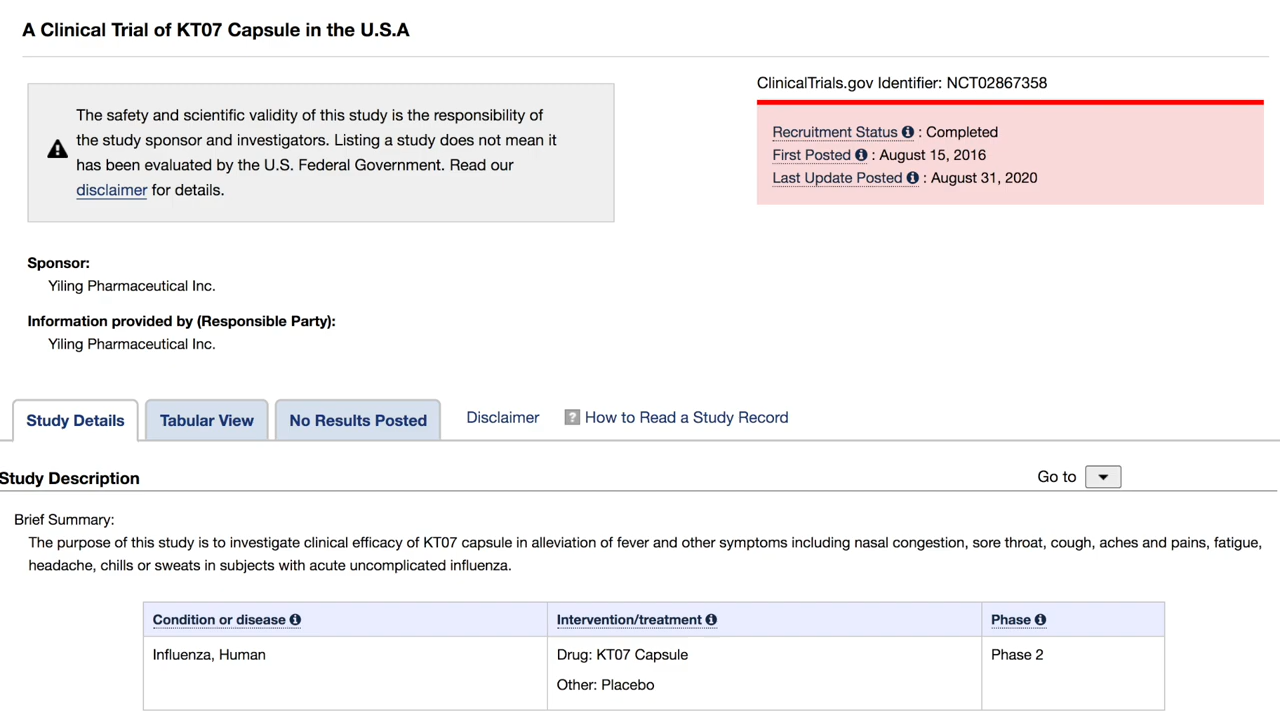 A Clinical Trial of KT07 Capsule in the U.S.A
The safety and scientific validity of this study is the responsibility of
the study sponsor and investigators. Listing a study does not mean it
has been evaluated by the U.S. Federal Government. Read our
disclaimer for details.
ClinicalTrials.gov Identifier: NCT02867358
Recruitment Status : Completed
First Posted : August 15, 2016
Last Update Posted : August 31, 2020
Sponsor:
Yiling Pharmaceutical Inc.
Information provided by (Responsible Party):
Yiling Pharmaceutical Inc.
Study Details
Tabular View
No Results Posted
Disclaimer
? How to Read a Study Record
Study Description
Go to
Brief Summary:
The purpose of this study is to investigate clinical efficacy of KT07 capsule in alleviation of fever and other symptoms including nasal congestion, sore throat, cough, aches and pains, fatigue,
headache, chills or sweats in subjects with acute uncomplicated influenza.
Condition or disease
Intervention/treatment
Phase
Influenza, Human
Drug: KT07 Capsule
Phase 2
Other: Placebo